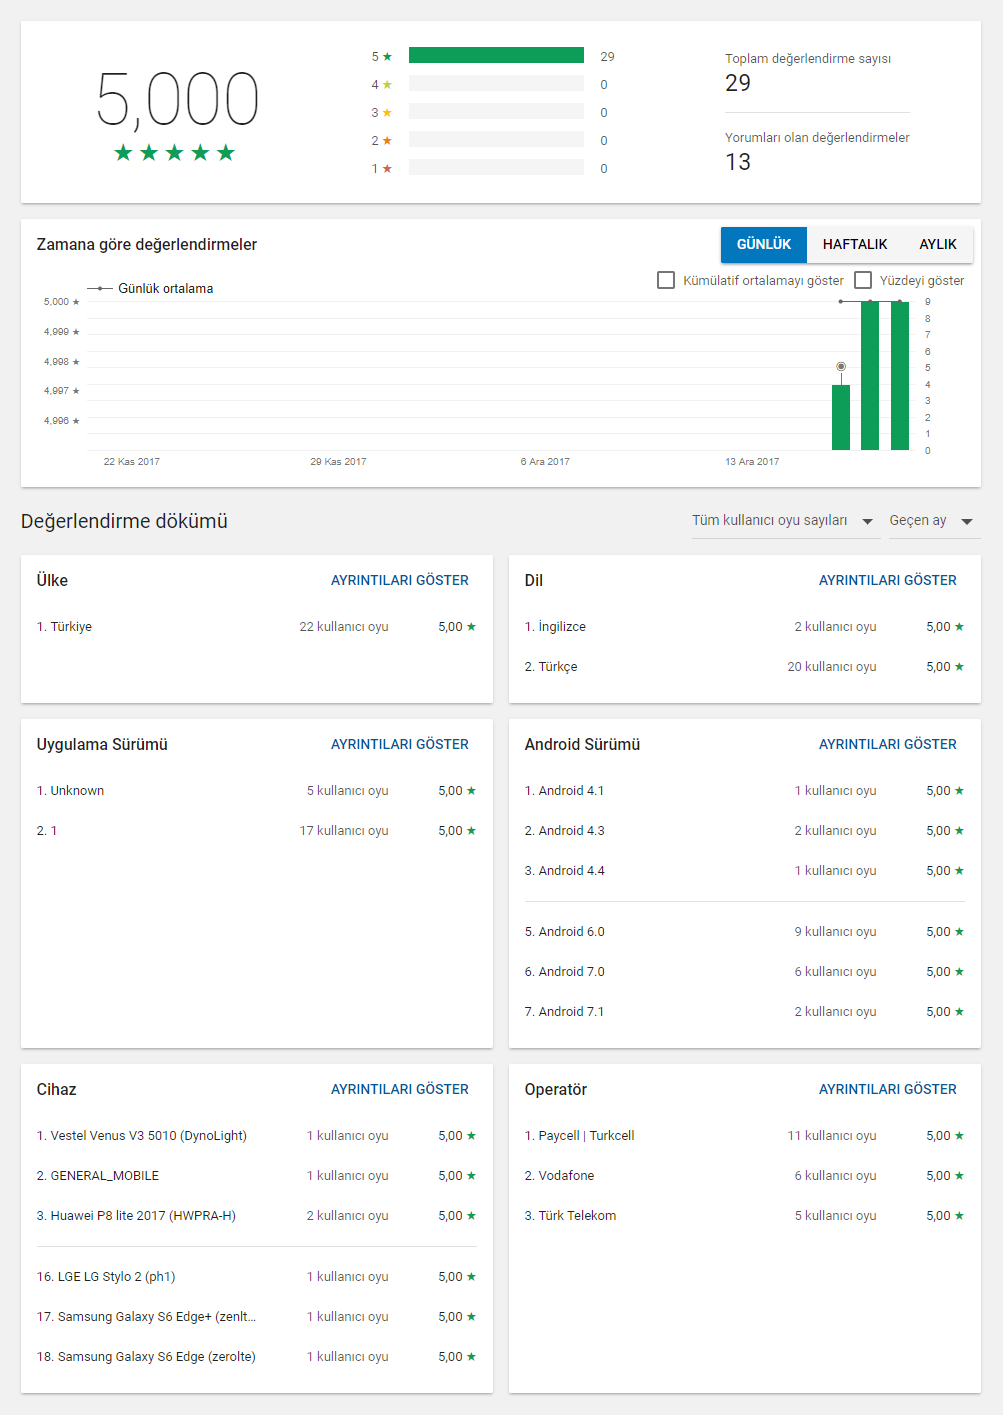 5,000
★★★★★
5 ★ 29
4 ★ 0
3 ★ 0
2 ★ 0
1 ★ 0
Toplam değerlendirme sayısı
29
Yorumları olan değerlendirmeler
13
Zamana göre değerlendirmeler
GÜNLÜK HAFTALIK AYLIK
Kümülatif ortalamayı göster Yüzdeyi göster
Günlük ortalama
5,000 ★
4,999 ★
4,998 ★
4,997 ★
4,996 ★
9
8
7
6
5
4
3
2
1
0
22 Kas 2017 29 Kas 2017 6 Ara 2017 13 Ara 2017
Değerlendirme dökümü
Tüm kullanıcı oyu sayıları Geçen ay
Ülke AYRINTILARI GÖSTER
1. Türkiye 22 kullanıcı oyu 5,00 ★
Dil AYRINTILARI GÖSTER
1. İngilizce 2 kullanıcı oyu 5,00 ★
2. Türkçe 20 kullanıcı oyu 5,00 ★
Uygulama Sürümü AYRINTILARI GÖSTER
1. Unknown 5 kullanıcı oyu 5,00 ★
2. 1 17 kullanıcı oyu 5,00 ★
Android Sürümü AYRINTILARI GÖSTER
1. Android 4.1 1 kullanıcı oyu 5,00 ★
2. Android 4.3 2 kullanıcı oyu 5,00 ★
3. Android 4.4 1 kullanıcı oyu 5,00 ★
5. Android 6.0 9 kullanıcı oyu 5,00 ★
6. Android 7.0 6 kullanıcı oyu 5,00 ★
7. Android 7.1 2 kullanıcı oyu 5,00 ★
Cihaz AYRINTILARI GÖSTER
1. Vestel Venus V3 5010 (DynoLight) 1 kullanıcı oyu 5,00 ★
2. GENERAL_MOBILE 1 kullanıcı oyu 5,00 ★
3. Huawei P8 lite 2017 (HWPRA-H) 2 kullanıcı oyu 5,00 ★
16. LGE LG Stylo 2 (ph1) 1 kullanıcı oyu 5,00 ★
17. Samsung Galaxy S6 Edge+ (zenlt... 1 kullanıcı oyu 5,00 ★
18. Samsung Galaxy S6 Edge (zerolte) 1 kullanıcı oyu 5,00 ★
Operatör AYRINTILARI GÖSTER
1. Paycell | Turkcell 11 kullanıcı oyu 5,00 ★
2. Vodafone 6 kullanıcı oyu 5,00 ★
3. Türk Telekom 5 kullanıcı oyu 5,00 ★